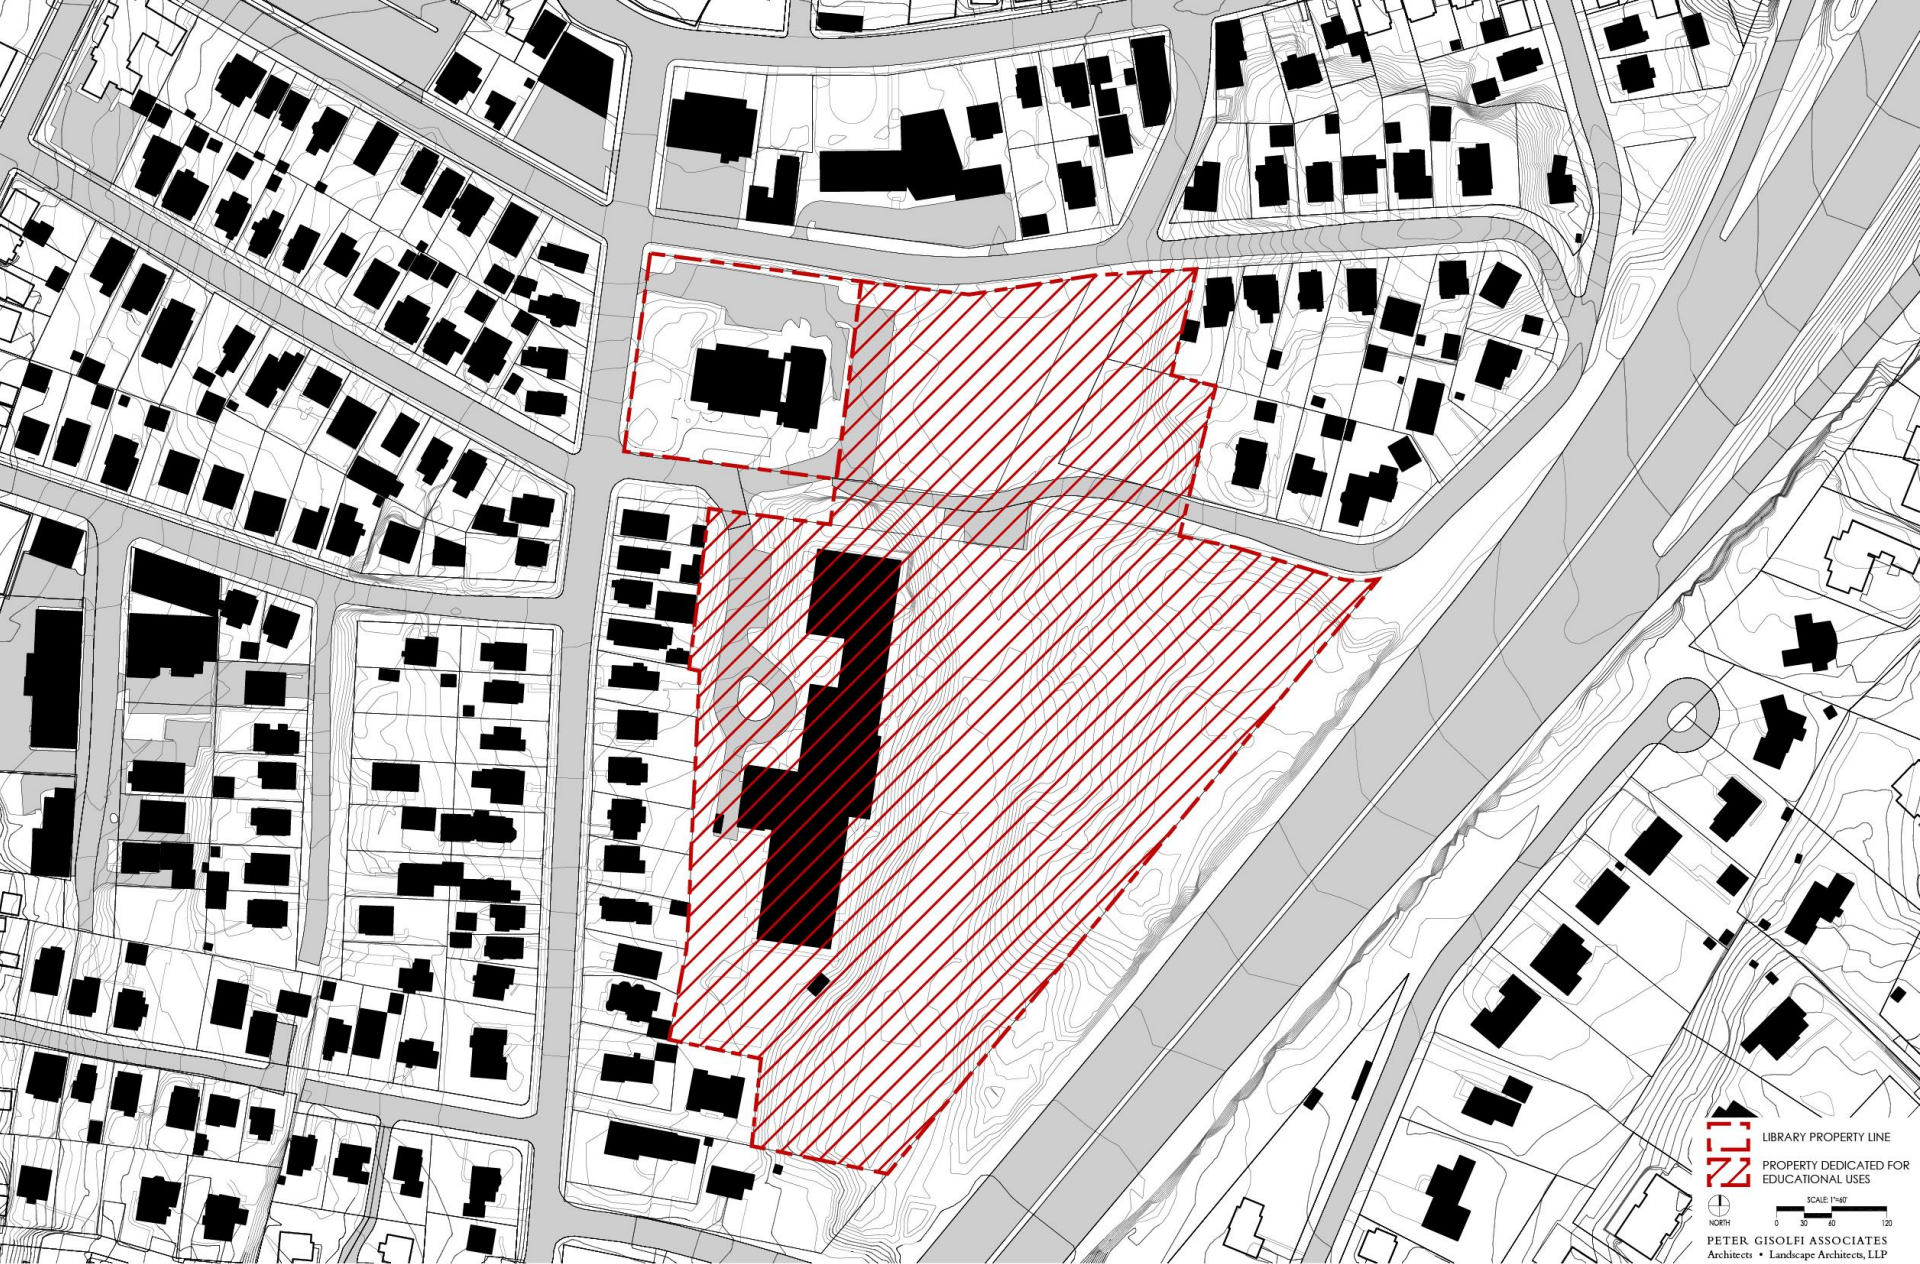 LIBRARY PROPERTY LINE
PROPERTY DEDICATED FOR
EDUCATIONAL USES
SCALE: 1"=60'
NORTH
0 30 60 120
PETER GISOLFI ASSOCIATES
Architects • Landscape Architects, LLP